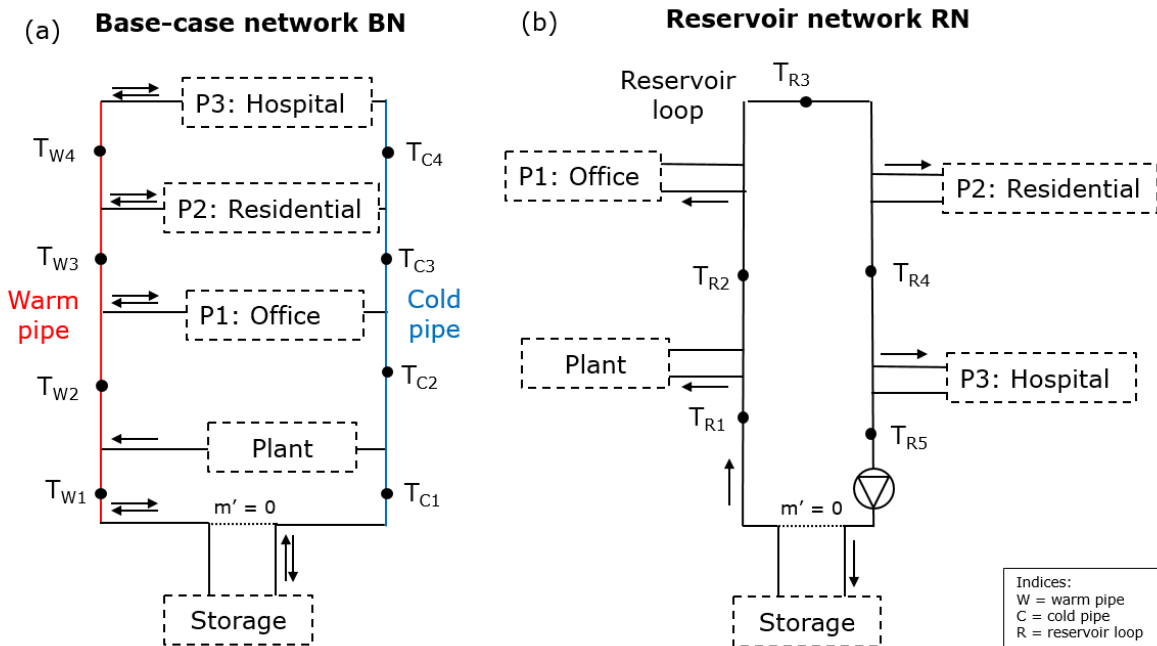 (a)
Base-case network BN
P3: Hospital
TW4
TC4
P2: Residential
TW3
TC3
Warm
pipe
P1: Office
Cold
pipe
TW2
TC2
Plant
TW1
TC1
m' = 0
Storage
(b)
Reservoir network RN
TR3
Reservoir
loop
P1: Office
P2: Residential
TR2
TR4
Plant
P3: Hospital
TR1
TR5
m' = 0
Storage
Indices:
W = warm pipe
C = cold pipe
R = reservoir loop